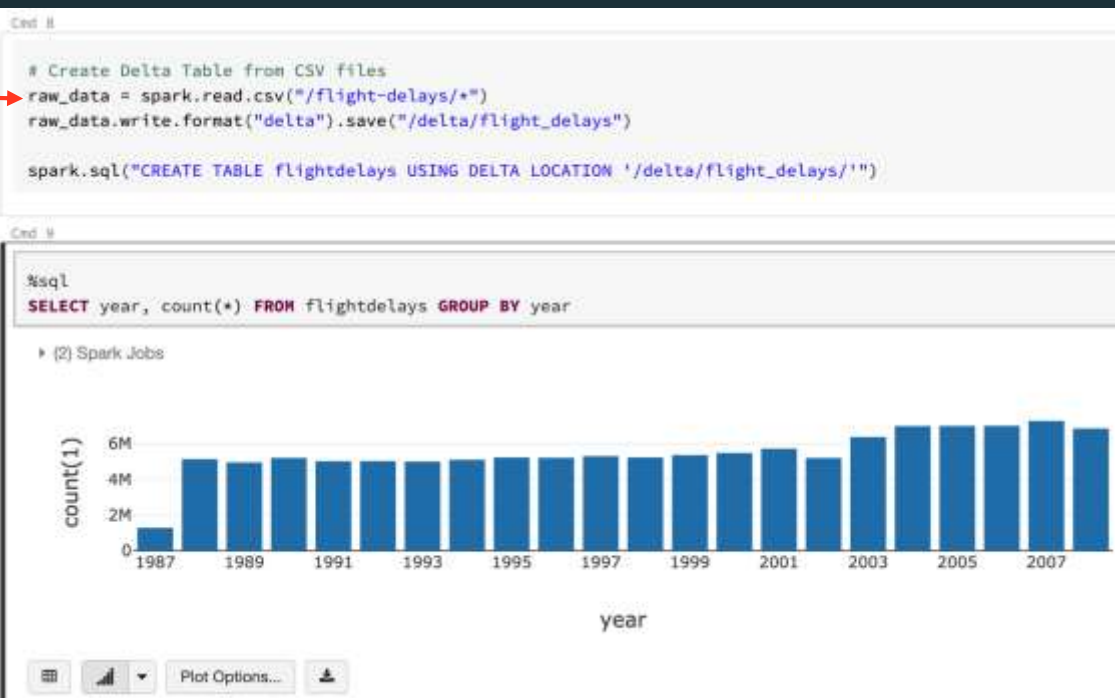 Cmd 8
# Create Delta Table from CSV files
raw_data = spark.read.csv("/flight-delays/*")
raw_data.write.format("delta").save("/delta/flight_delays")
spark.sql("CREATE TABLE flightdelays USING DELTA LOCATION '/delta/flight_delays/'")
Cmd 9
%sql
SELECT year, count(*) FROM flightdelays GROUP BY year
(2) Spark Jobs
count(1)
6M
4M
2M
0
1987 1989 1991 1993 1995 1997 1999 2001 2003 2005 2007
year
Plot Options...